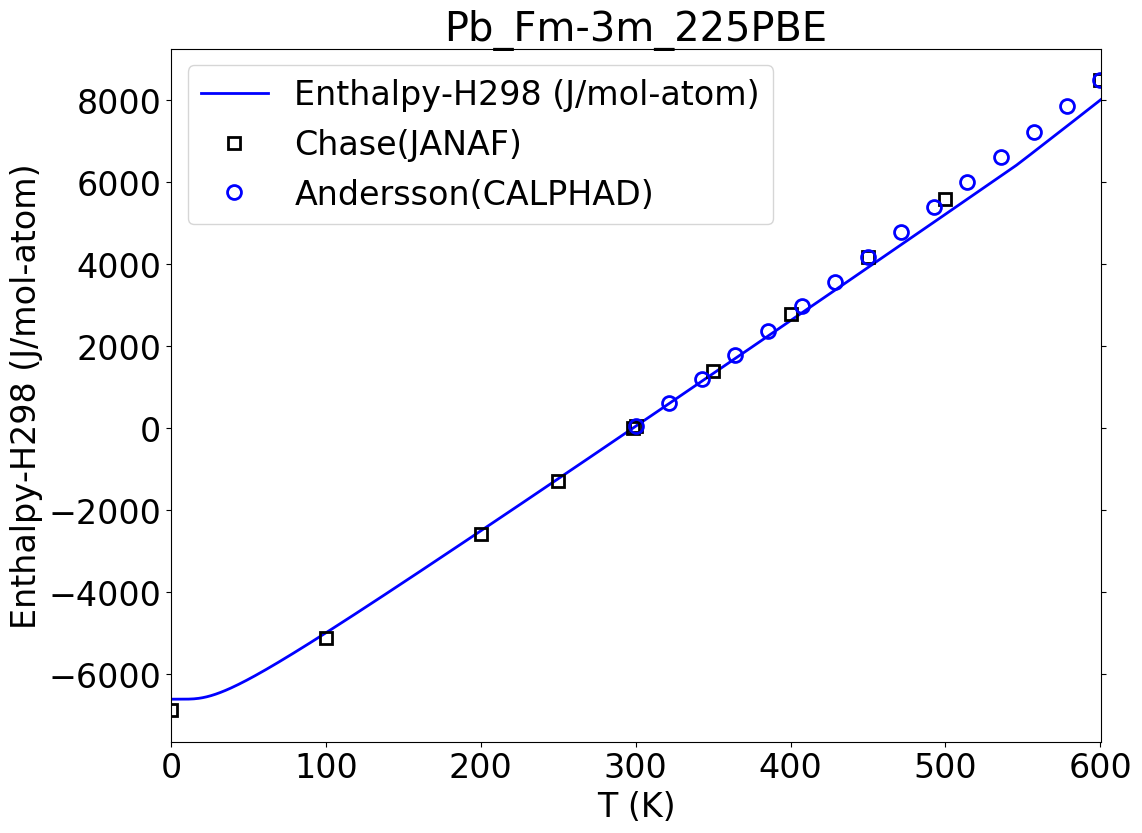 Pb_Fm-3m_225PBE
Enthalpy-H298 (J/mol-atom)
Chase(JANAF)
Andersson(CALPHAD)
Enthalpy-H298 (J/mol-atom)
8000
6000
4000
2000
0
−2000
−4000
−6000
0 100 200 300 400 500 600
T (K)